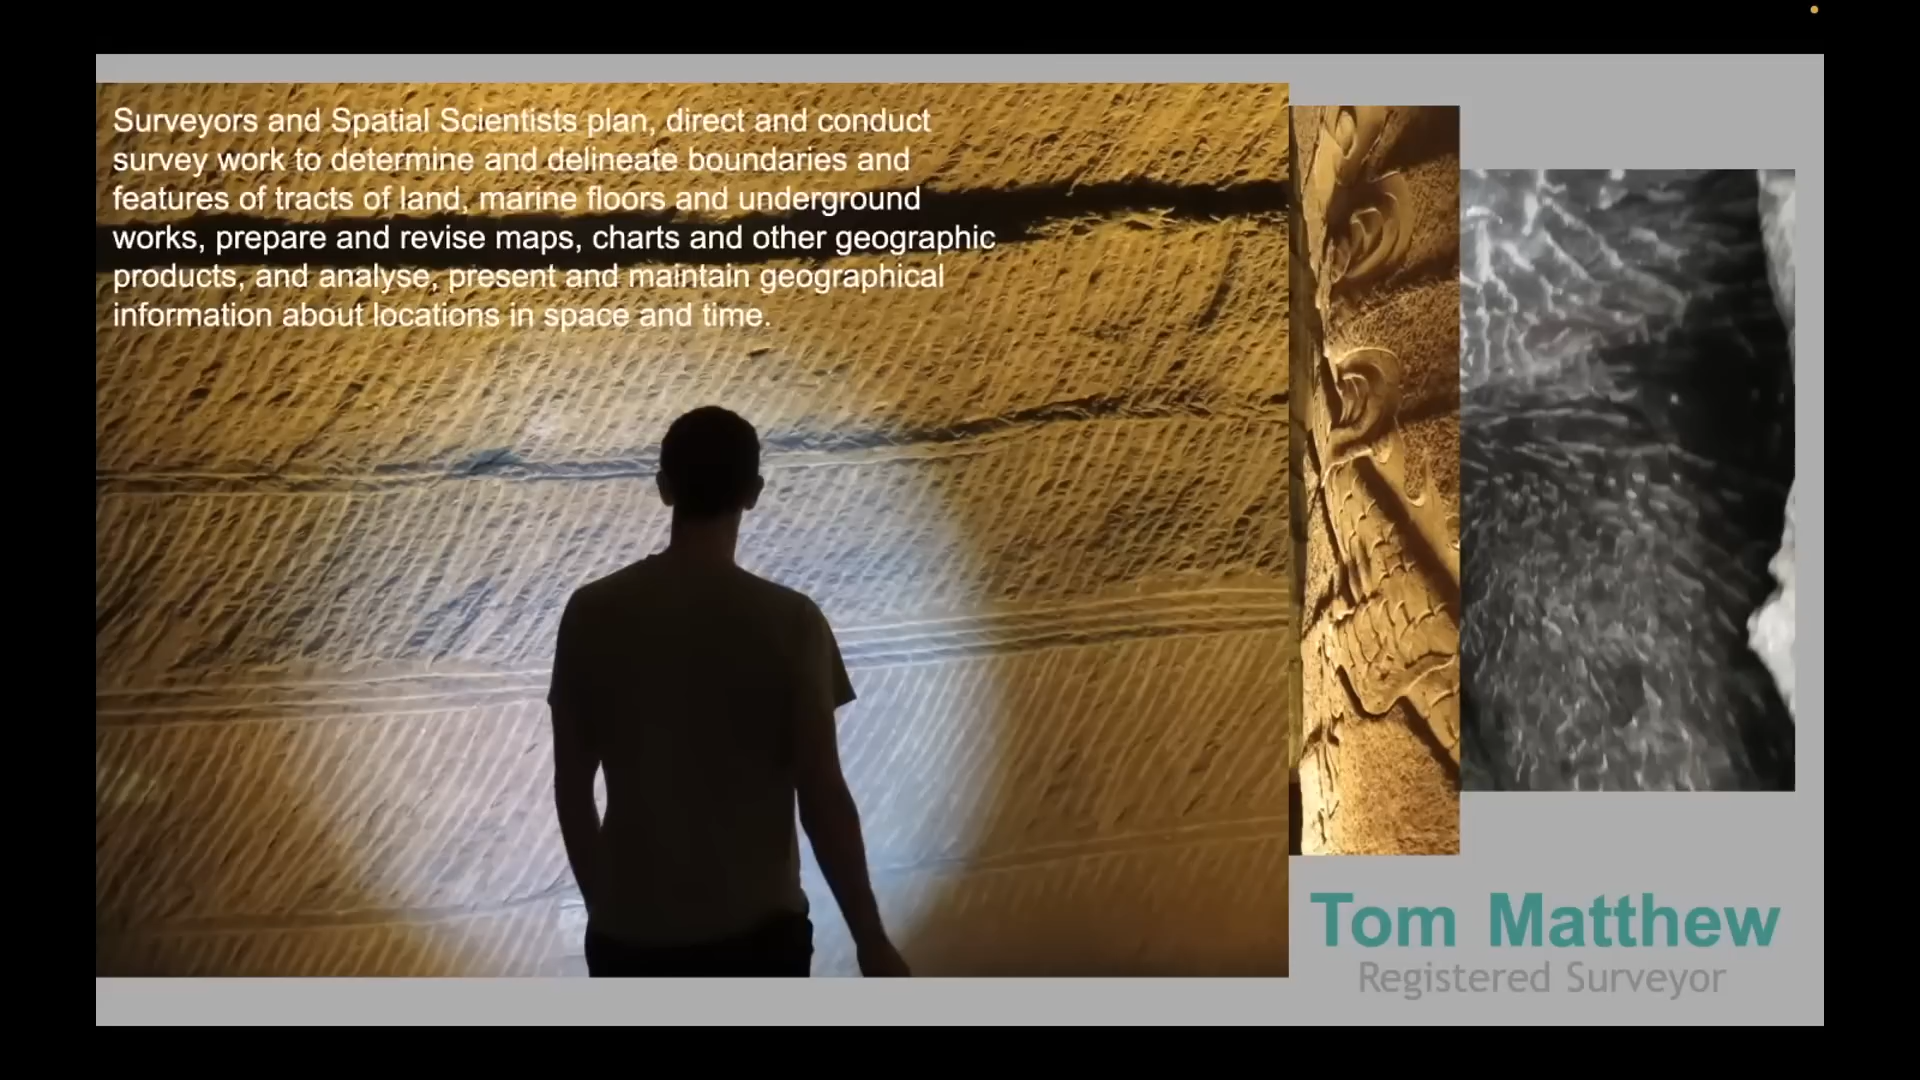 Surveyors and Spatial Scientists plan, direct and conduct
survey work to determine and delineate boundaries and
features of tracts of land, marine floors and underground
works, prepare and revise maps, charts and other geographic
products, and analyse, present and maintain geographical
information about locations in space and time.
Tom Matthew
Registered Surveyor